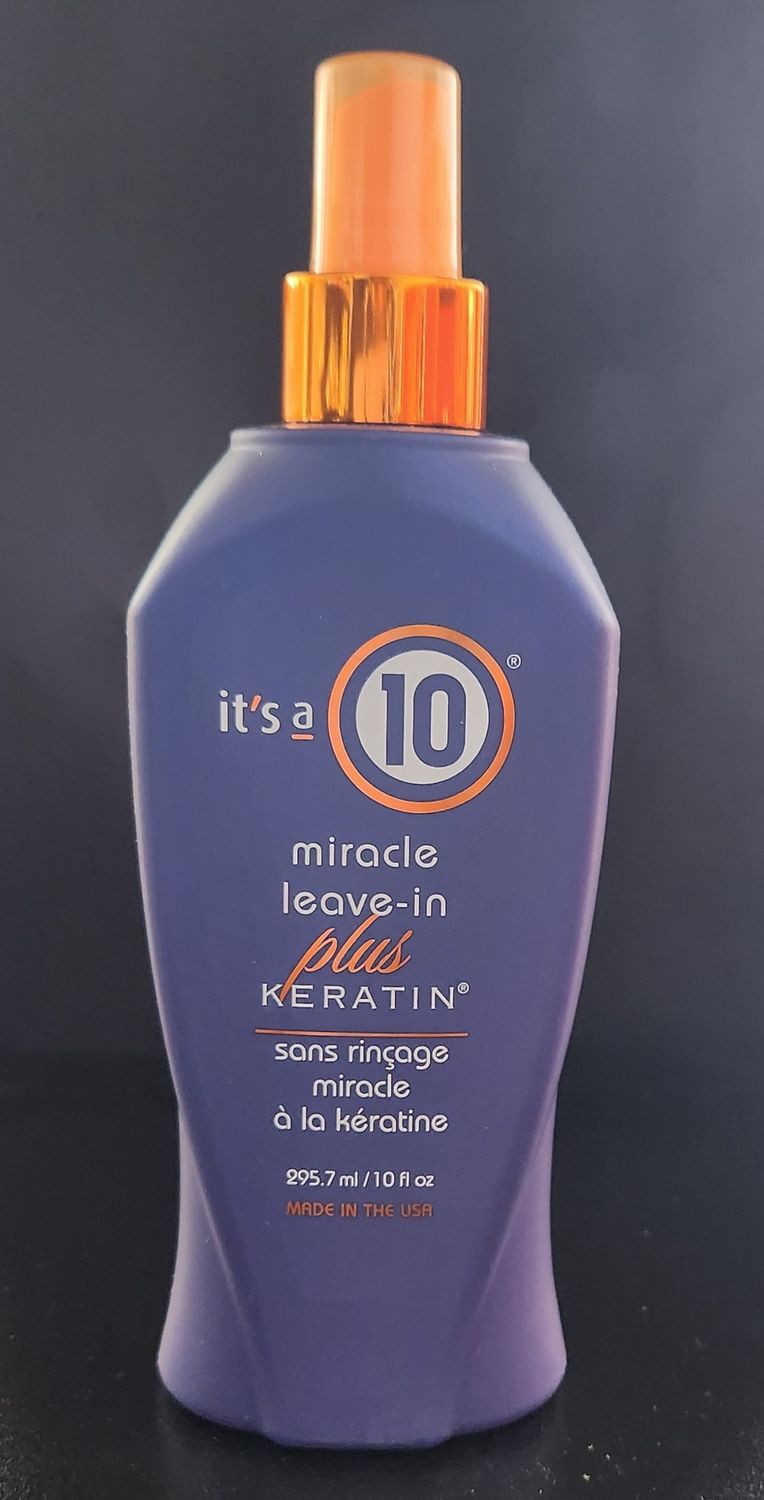 it's a 10®
miracle
leave-in
plus
KERATIN®
sans rinçage
miracle
à la kératine
295.7 ml / 10 fl oz
MADE IN THE USA